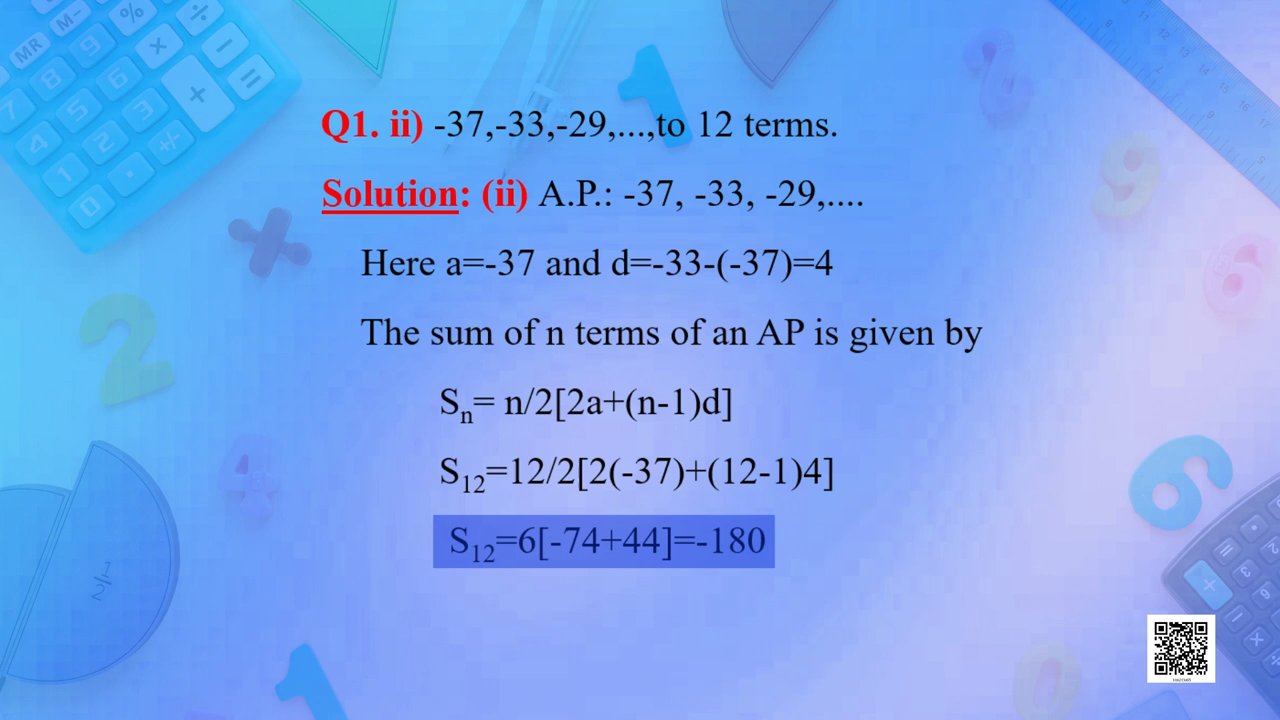 Q1. ii) -37,-33,-29,...,to 12 terms.
Solution: (ii) A.P.: -37, -33, -29,....
Here a=-37 and d=-33-(-37)=4
The sum of n terms of an AP is given by
Sn= n/2[2a+(n-1)d]
S12=12/2[2(-37)+(12-1)4]
S12=6[-74+44]=-180